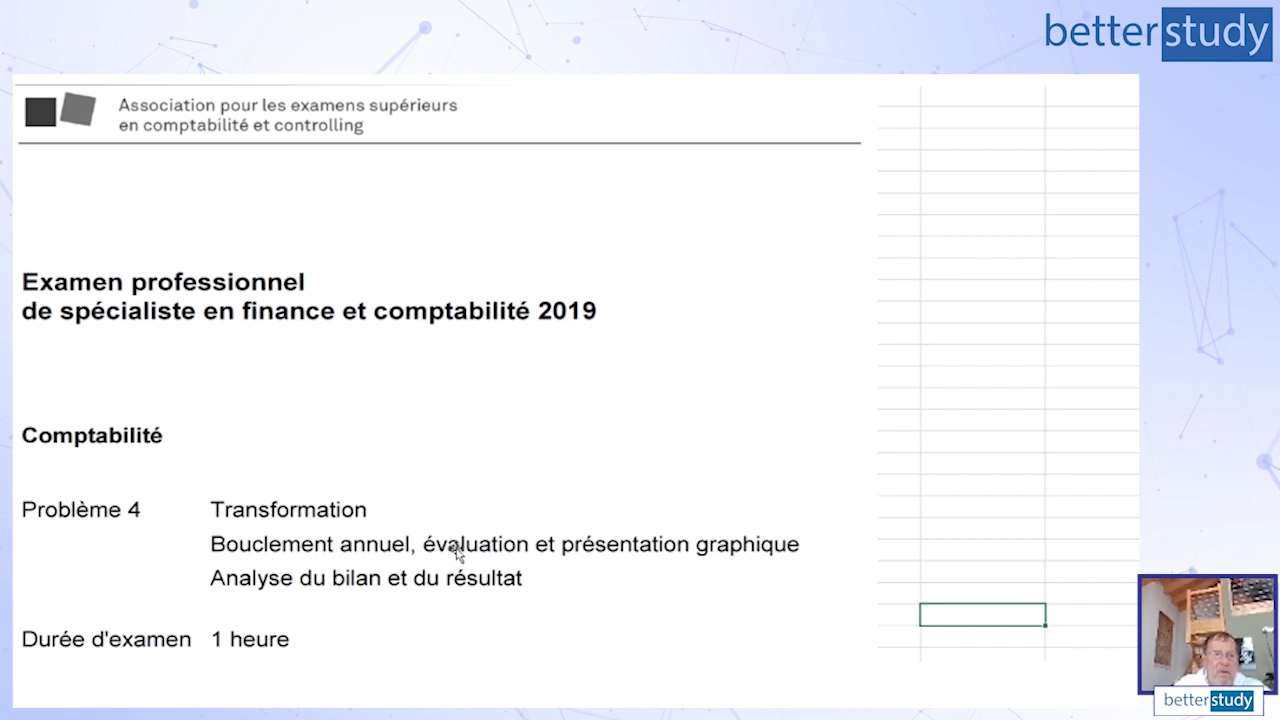 betterstudy
Association pour les examens supérieurs
en comptabilité et controlling
Examen professionnel
de spécialiste en finance et comptabilité 2019
Comptabilité
Problème 4 Transformation
Bouclement annuel, évaluation et présentation graphique
Analyse du bilan et du résultat
Durée d'examen 1 heure
betterstudy